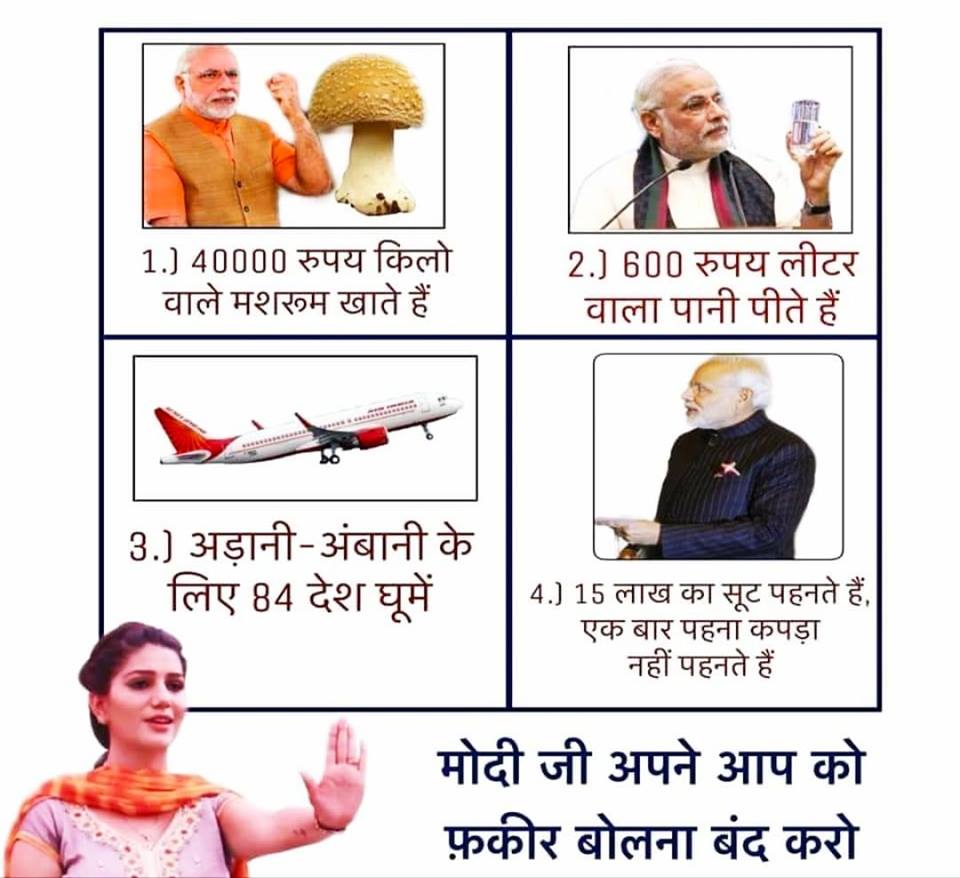 1.) 40000 रुपय किलो
वाले मशरूम खाते हैं
2.) 600 रुपय लीटर
वाला पानी पीते हैं
3.) अड़ानी-अंबानी के
लिए 84 देश घूमें
4.) 15 लाख का सूट पहनते हैं,
एक बार पहना कपड़ा
नहीं पहनते हैं
मोदी जी अपने आप को
फ़कीर बोलना बंद करो